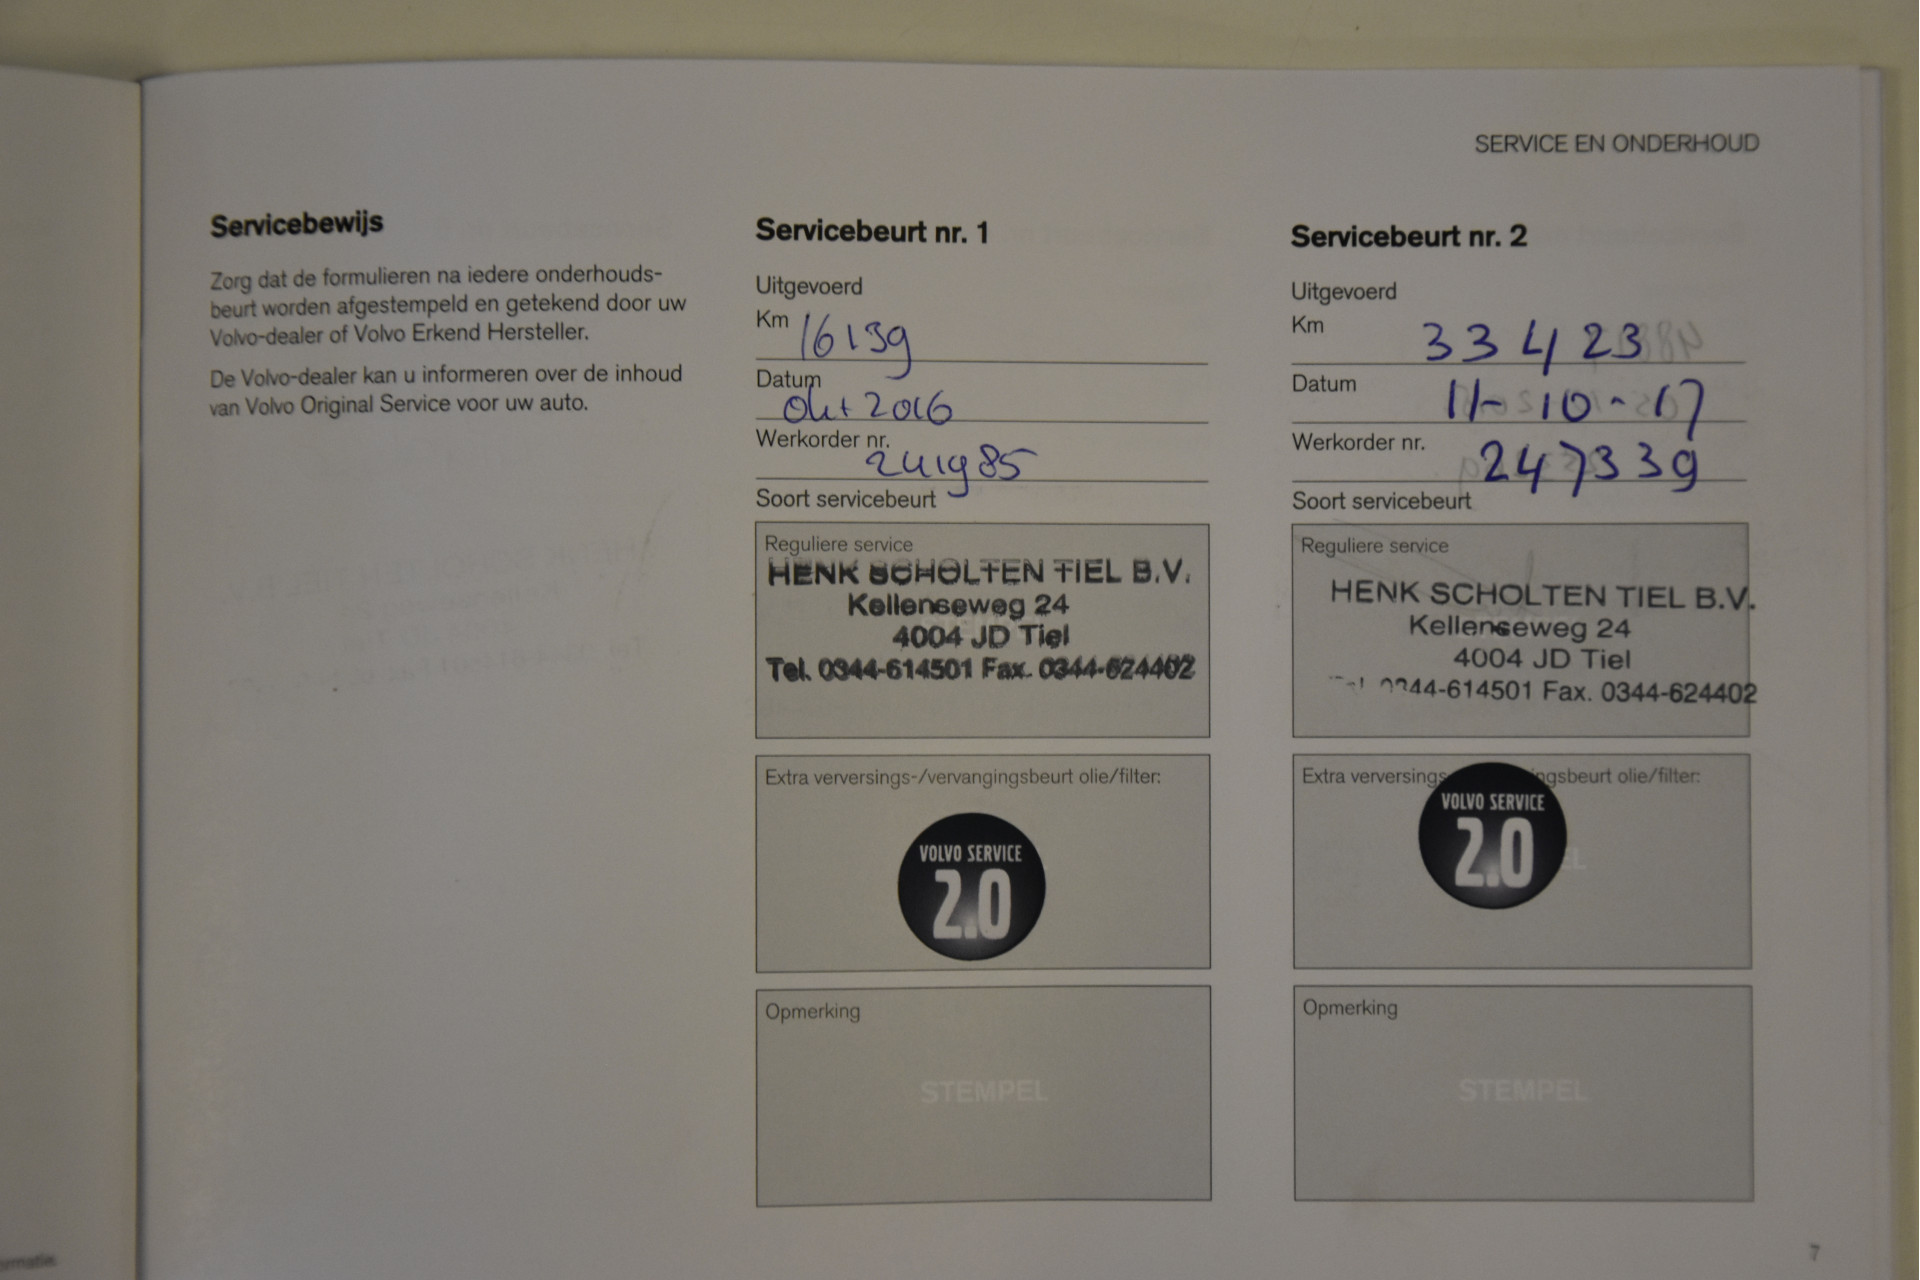 SERVICE EN ONDERHOUD
Servicebewijs
Zorg dat de formulieren na iedere onderhouds-
beurt worden afgestempeld en getekend door uw
Volvo-dealer of Volvo Erkend Hersteller.
De Volvo-dealer kan u informeren over de inhoud
van Volvo Original Service voor uw auto.
Servicebeurt nr. 1
Uitgevoerd
Km 16139
Datum
Okt 2016
Werkorder nr.
241985
Soort servicebeurt
Reguliere service
HENK SCHOLTEN TIEL B.V.
Kellenseweg 24
4004 JD Tiel
Tel. 0344-614501 Fax. 0344-624402
Extra verversings-/vervangingsbeurt olie/filter:
VOLVO SERVICE
2.0
Opmerking
STEMPEL
Servicebeurt nr. 2
Uitgevoerd
Km 33423
Datum 11-10-17
Werkorder nr. 247339
Soort servicebeurt
Reguliere service
HENK SCHOLTEN TIEL B.V.
Kellenseweg 24
4004 JD Tiel
0344-614501 Fax. 0344-624402
Extra verversings ngsbeurt olie/filter:
VOLVO SERVICE
2.0
EL
Opmerking
STEMPEL
7
ormatie.